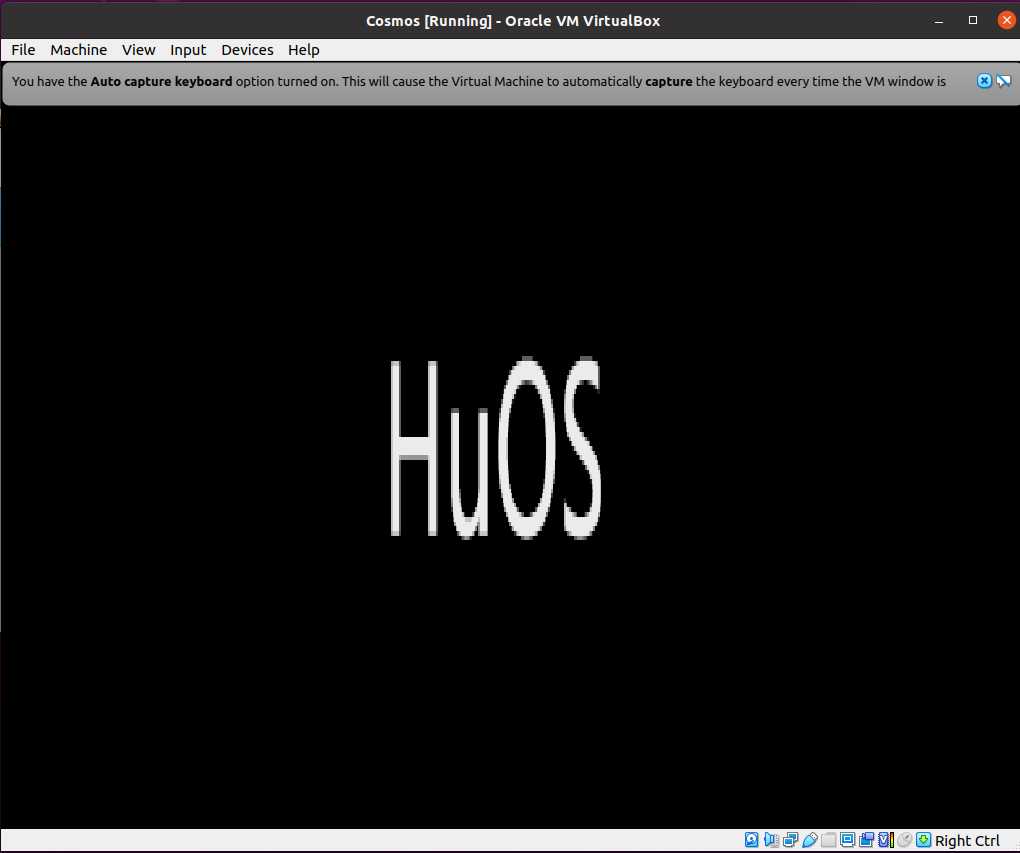 Cosmos [Running] - Oracle VM VirtualBox
File Machine View Input Devices Help
You have the Auto capture keyboard option turned on. This will cause the Virtual Machine to automatically capture the keyboard every time the VM window is
HuOS
Right Ctrl